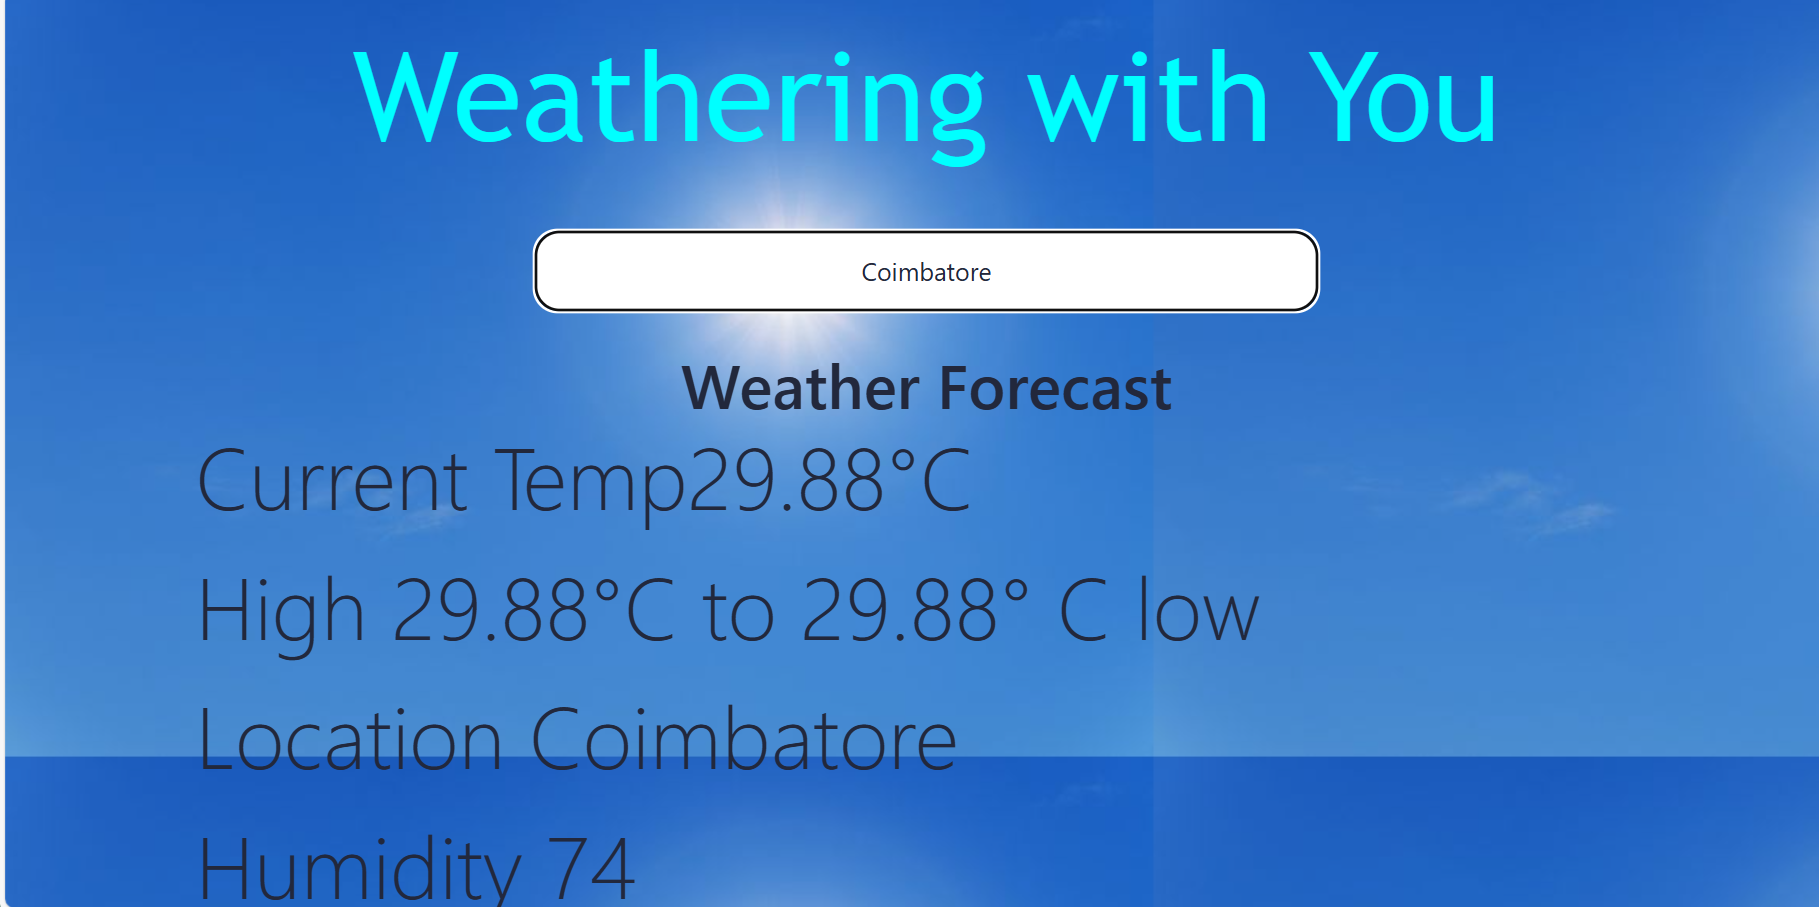 Weathering with You
Coimbatore
Weather Forecast
Current Temp29.88°C
High 29.88°C to 29.88° C low
Location Coimbatore
Humidity 74